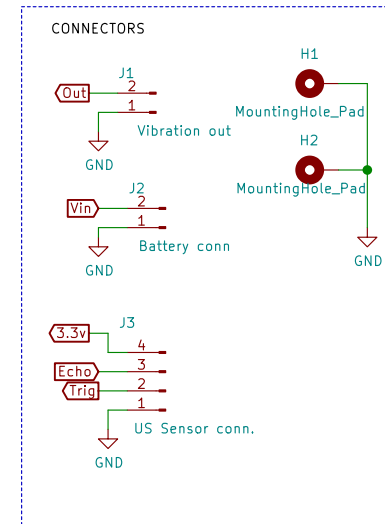 CONNECTORS
H1
J1
Out
2
1
MountingHole_Pad
Vibration out
GND
H2
J2
MountingHole_Pad
Vin
2
1
Battery conn
GND
GND
J3
3.3v
4
Echo
3
Trig
2
1
US Sensor conn.
GND